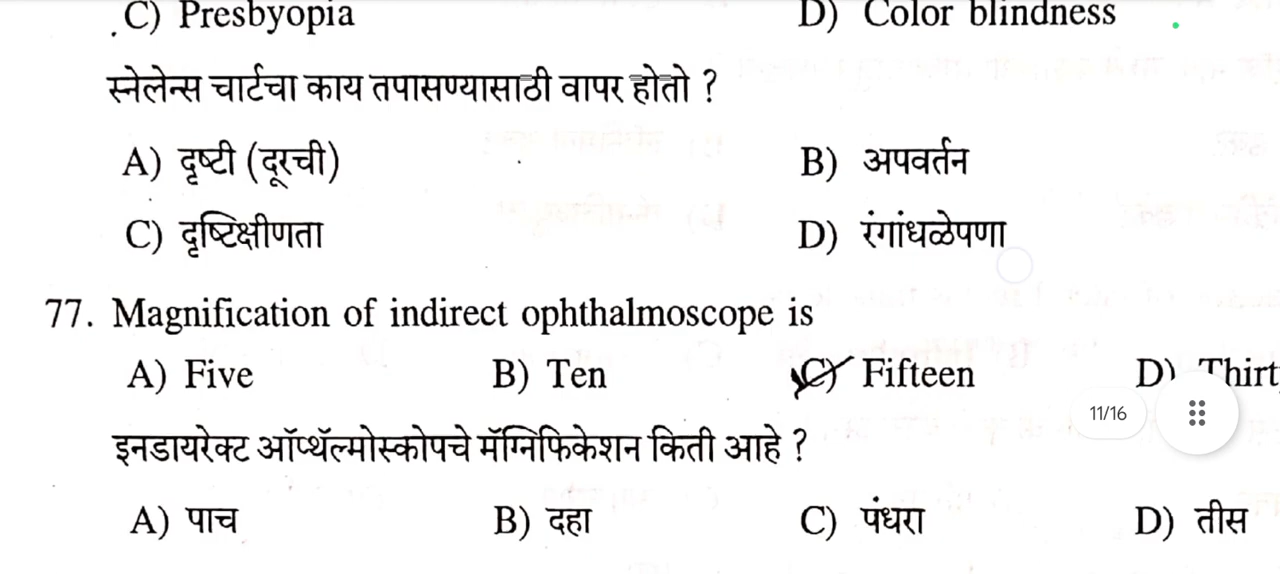 C) Presbyopia D) Color blindness
स्नेलेन्स चार्टचा काय तपासण्यासाठी वापर होतो ?
A) दृष्टी (दूरची) B) अपवर्तन
C) दृष्टिक्षीणता D) रंगांधळेपणा
77. Magnification of indirect ophthalmoscope is
A) Five B) Ten C) Fifteen D) Thirt
इनडायरेक्ट ऑप्थॅल्मोस्कोपचे मॅग्निफिकेशन किती आहे ?
11/16
A) पाच B) दहा C) पंधरा D) तीस